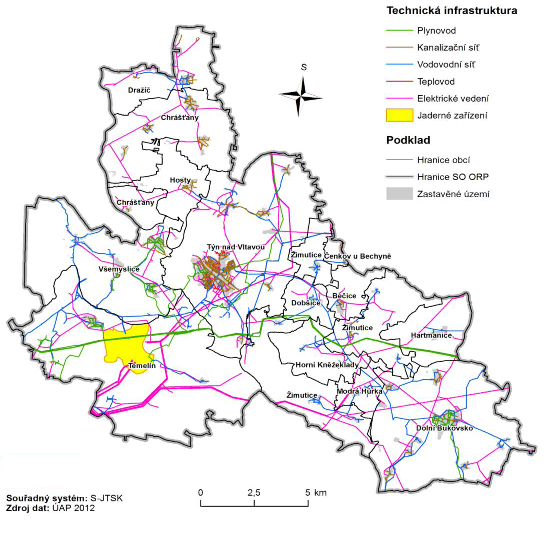 Technická infrastruktura
Plynovod
Kanalizační síť
Vodovodní síť
Teplovod
Elektrické vedení
Jaderné zařízení
Podklad
Hranice obcí
Hranice SO ORP
Zastavěné území
S
Dražíč
Chrášťany
Hosty
Chrášťany
Týn nad Vltavou
Žimutice
Čenkov u Bechyně
Všemyslice
Dobšice
Bečice
Žimutice
Hartmanice
Temelín
Horní Kněžeklady
Modrá Hůrka
Žimutice
Dolní Bukovsko
Souřadný systém: S-JTSK
Zdroj dat: ÚAP 2012
0 2,5 5 km